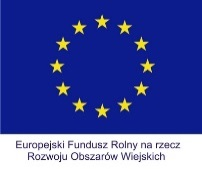 Europejski Fundusz Rolny na rzecz
Rozwoju Obszarów Wiejskich